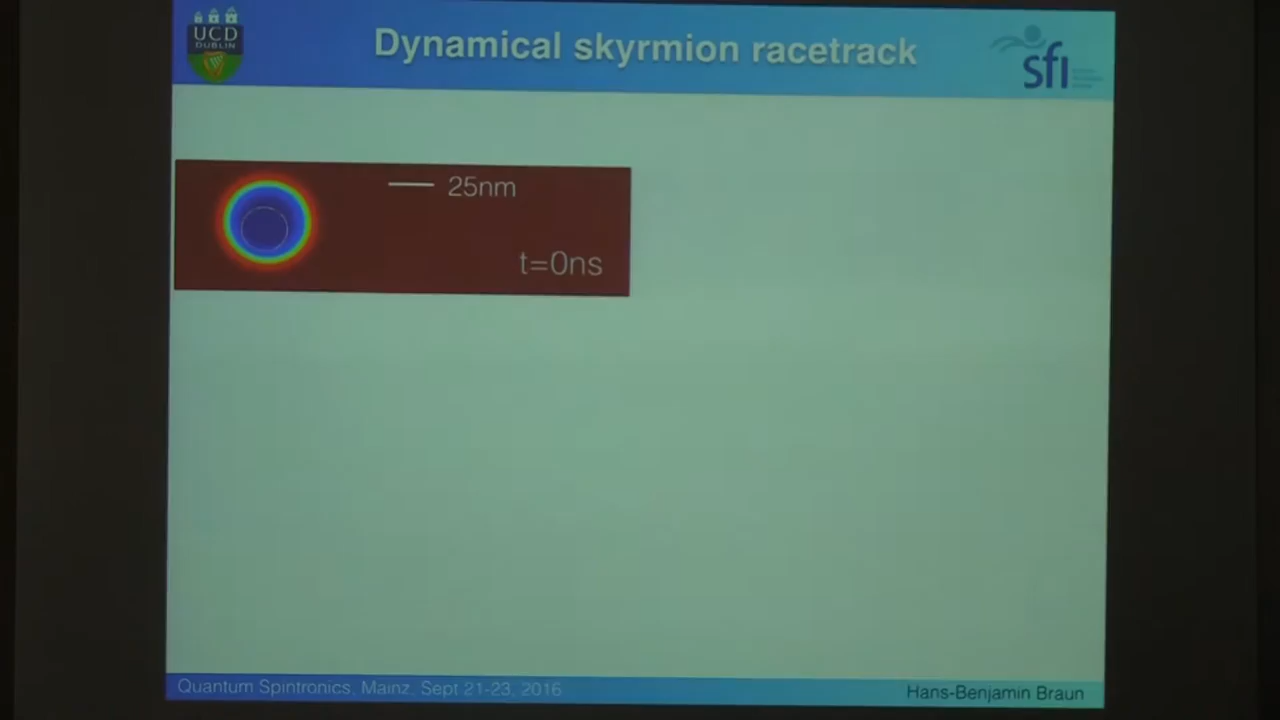 UCD
DUBLIN
Dynamical skyrmion racetrack
sfi
25nm
t=0ns
Quantum Spintronics, Mainz, Sept 21-23, 2016
Hans-Benjamin Braun